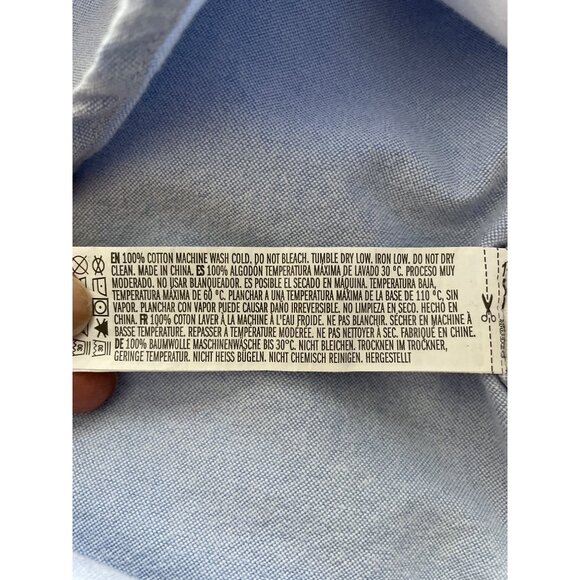 EN 100% COTTON MACHINE WASH COLD. DO NOT BLEACH. TUMBLE DRY LOW. IRON LOW. DO NOT DRY
CLEAN. MADE IN CHINA. ES 100% ALGODON TEMPERATURA MÁXIMA DE LAVADO 30 °C. PROCESO MUY
MODERADO. NO USAR BLANQUEADOR. ES POSIBLE EL SECADO EN MÁQUINA. TEMPERATURA BAJA,
TEMPERATURA MÁXIMA DE 60 °C. PLANCHAR A UNA TEMPERATURA MÁXIMA DE LA BASE DE 110 °C, SIN
VAPOR. PLANCHAR CON VAPOR PUEDE CAUSAR DAÑO IRREVERSIBLE. NO LIMPIEZA EN SECO. HECHO EN
CHINA. FR 100% COTON LAVER À LA MACHINE À L'EAU FROIDE. NE PAS BLANCHIR. SÉCHER EN MACHINE À
BASSE TEMPÉRATURE. REPASSER À TEMPÉRATURE MODÉRÉE. NE PAS NETTOYER À SEC. FABRIQUÉ EN CHINE.
DE 100% BAUMWOLLE MASCHINENWÄSCHE BIS 30°C. NICHT BLEICHEN. TROCKNEN IM TROCKNER,
GERINGE TEMPERATUR. NICHT HEISS BÜGELN. NICHT CHEMISCH REINIGEN. HERGESTELLT